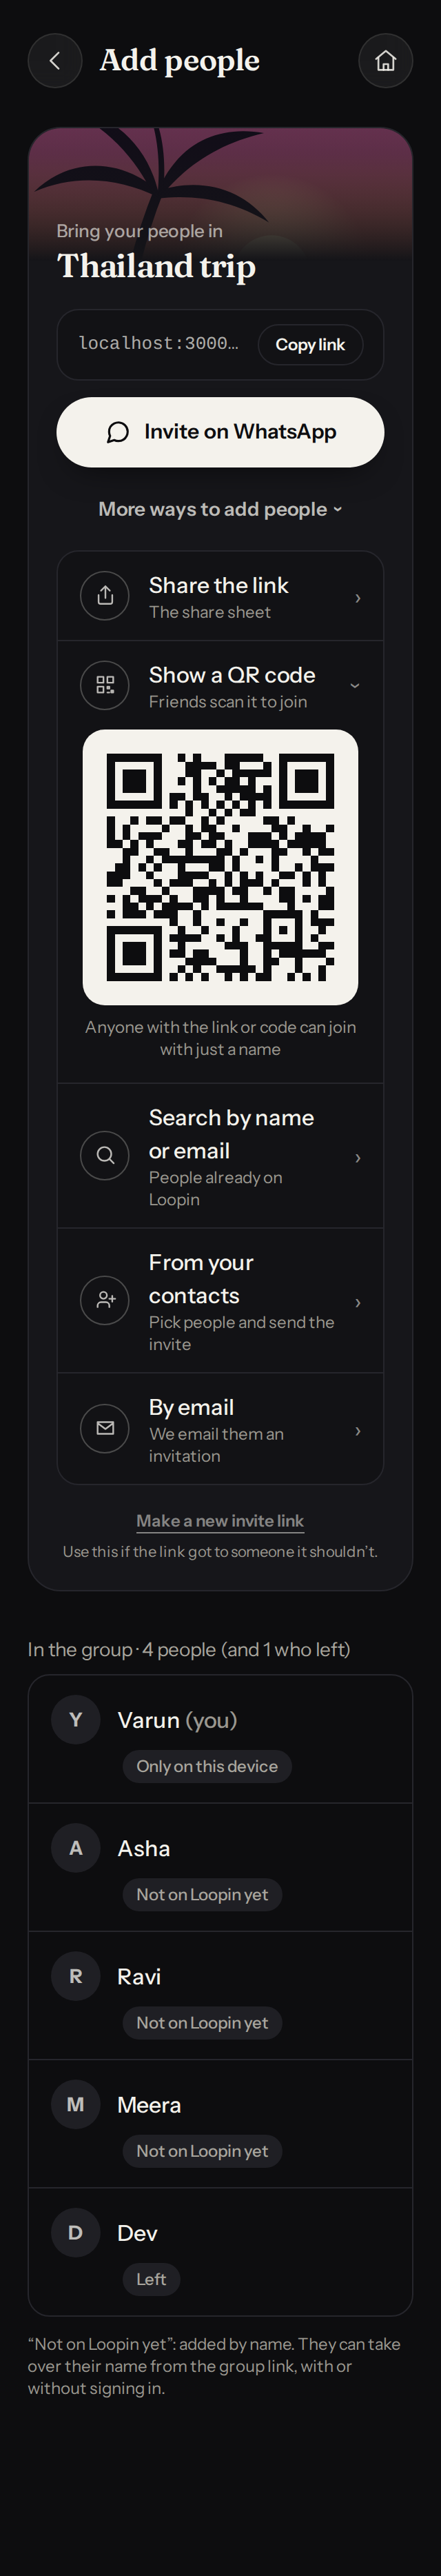 Add people
Bring your people in
Thailand trip
localhost:3000…
Copy link
Invite on WhatsApp
More ways to add people
Share the link
The share sheet
Show a QR code
Friends scan it to join
Anyone with the link or code can join
with just a name
Search by name
or email
People already on
Loopin
From your
contacts
Pick people and send the
invite
By email
We email them an
invitation
Make a new invite link
Use this if the link got to someone it shouldn’t.
In the group · 4 people (and 1 who left)
Y
Varun (you)
Only on this device
A
Asha
Not on Loopin yet
R
Ravi
Not on Loopin yet
M
Meera
Not on Loopin yet
D
Dev
Left
“Not on Loopin yet”: added by name. They can take
over their name from the group link, with or
without signing in.